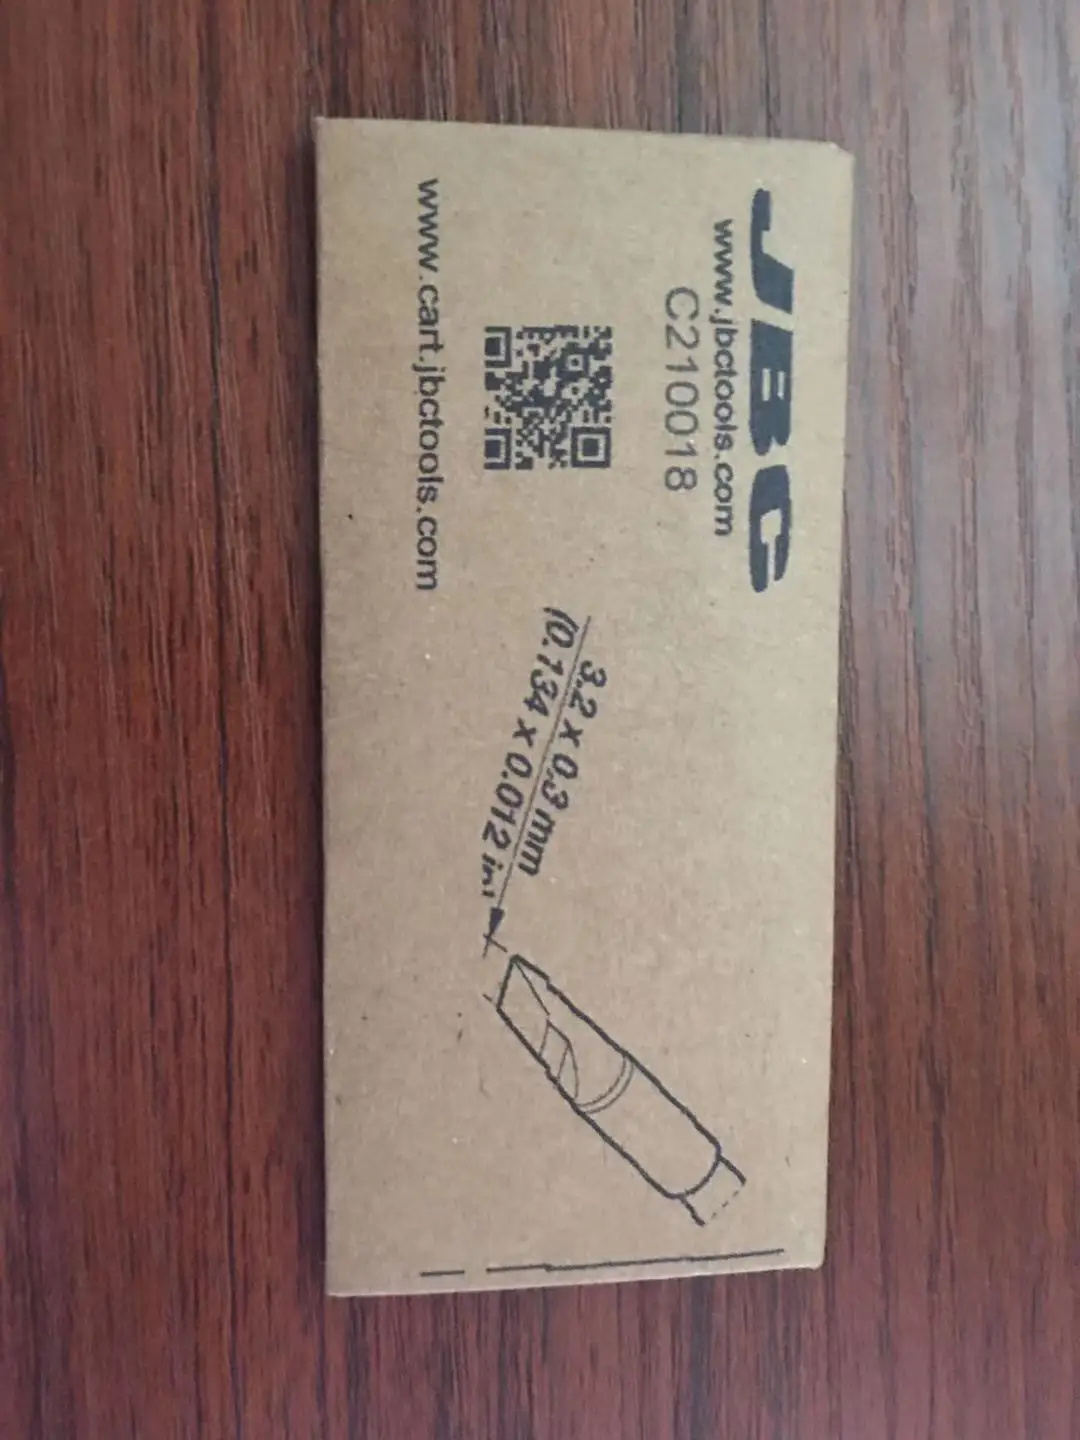 JBC
www.jbctools.com
C210018
www.cart.jbctools.com
3.2 x 0.3 mm
(0.134 x 0.012 in)